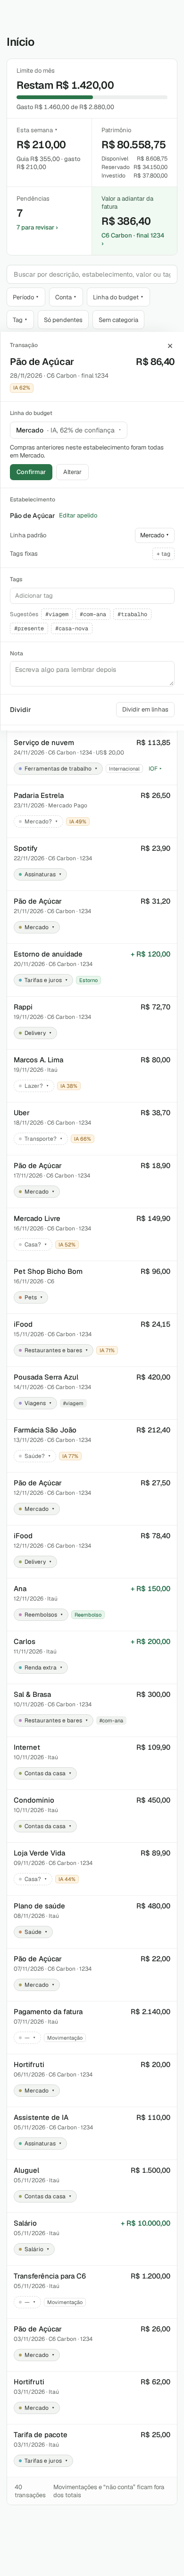 Início
Limite do mês
Restam R$ 1.420,00
Gasto R$ 1.460,00 de R$ 2.880,00
Esta semana
R$ 210,00
Guia R$ 355,00 · gasto
R$ 210,00
Patrimônio
R$ 80.558,75
Disponível R$ 8.608,75
Reservado R$ 34.150,00
Investido R$ 37.800,00
Pendências
7
7 para revisar ›
Valor a adiantar da
fatura
R$ 386,40
C6 Carbon · final 1234
›
Buscar por descrição, estabelecimento, valor ou tag
Período
Conta
Linha do budget
Tag
Só pendentes
Sem categoria
Transação ×
Pão de Açúcar R$ 86,40
28/11/2026 · C6 Carbon · final 1234
IA 62%
Linha do budget
Mercado · IA, 62% de confiança
Compras anteriores neste estabelecimento foram todas
em Mercado.
Confirmar
Alterar
Estabelecimento
Pão de Açúcar Editar apelido
Linha padrão Mercado
Tags fixas + tag
Tags
Adicionar tag
Sugestões #viagem #com-ana #trabalho
#presente #casa-nova
Nota
Escreva algo para lembrar depois
Dividir Dividir em linhas
Serviço de nuvem R$ 113,85
24/11/2026 · C6 Carbon · 1234 · US$ 20,00
Ferramentas de trabalho Internacional IOF
Padaria Estrela R$ 26,50
23/11/2026 · Mercado Pago
Mercado? IA 49%
Spotify R$ 23,90
22/11/2026 · C6 Carbon · 1234
Assinaturas
Pão de Açúcar R$ 31,20
21/11/2026 · C6 Carbon · 1234
Mercado
Estorno de anuidade + R$ 120,00
20/11/2026 · C6 Carbon · 1234
Tarifas e juros Estorno
Rappi R$ 72,70
19/11/2026 · C6 Carbon · 1234
Delivery
Marcos A. Lima R$ 80,00
19/11/2026 · Itaú
Lazer? IA 38%
Uber R$ 38,70
18/11/2026 · C6 Carbon · 1234
Transporte? IA 66%
Pão de Açúcar R$ 18,90
17/11/2026 · C6 Carbon · 1234
Mercado
Mercado Livre R$ 149,90
16/11/2026 · C6 Carbon · 1234
Casa? IA 52%
Pet Shop Bicho Bom R$ 96,00
16/11/2026 · C6
Pets
iFood R$ 24,15
15/11/2026 · C6 Carbon · 1234
Restaurantes e bares IA 71%
Pousada Serra Azul R$ 420,00
14/11/2026 · C6 Carbon · 1234
Viagens #viagem
Farmácia São João R$ 212,40
13/11/2026 · C6 Carbon · 1234
Saúde? IA 77%
Pão de Açúcar R$ 27,50
12/11/2026 · C6 Carbon · 1234
Mercado
iFood R$ 78,40
12/11/2026 · C6 Carbon · 1234
Delivery
Ana + R$ 150,00
12/11/2026 · Itaú
Reembolsos Reembolso
Carlos + R$ 200,00
11/11/2026 · Itaú
Renda extra
Sal & Brasa R$ 300,00
10/11/2026 · C6 Carbon · 1234
Restaurantes e bares #com-ana
Internet R$ 109,90
10/11/2026 · Itaú
Contas da casa
Condomínio R$ 450,00
10/11/2026 · Itaú
Contas da casa
Loja Verde Vida R$ 89,90
09/11/2026 · C6 Carbon · 1234
Casa? IA 44%
Plano de saúde R$ 480,00
08/11/2026 · Itaú
Saúde
Pão de Açúcar R$ 22,00
07/11/2026 · C6 Carbon · 1234
Mercado
Pagamento da fatura R$ 2.140,00
07/11/2026 · Itaú
— Movimentação
Hortifruti R$ 20,00
06/11/2026 · C6 Carbon · 1234
Mercado
Assistente de IA R$ 110,00
05/11/2026 · C6 Carbon · 1234
Assinaturas
Aluguel R$ 1.500,00
05/11/2026 · Itaú
Contas da casa
Salário + R$ 10.000,00
05/11/2026 · Itaú
Salário
Transferência para C6 R$ 1.200,00
05/11/2026 · Itaú
— Movimentação
Pão de Açúcar R$ 26,00
03/11/2026 · C6 Carbon · 1234
Mercado
Hortifruti R$ 62,00
03/11/2026 · Itaú
Mercado
Tarifa de pacote R$ 25,00
03/11/2026 · Itaú
Tarifas e juros
40 Movimentações e “não conta” ficam fora
transações dos totais